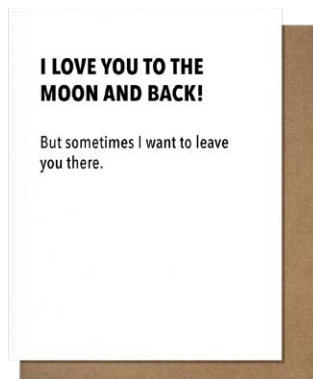 I LOVE YOU TO THE
MOON AND BACK!
But sometimes I want to leave
you there.